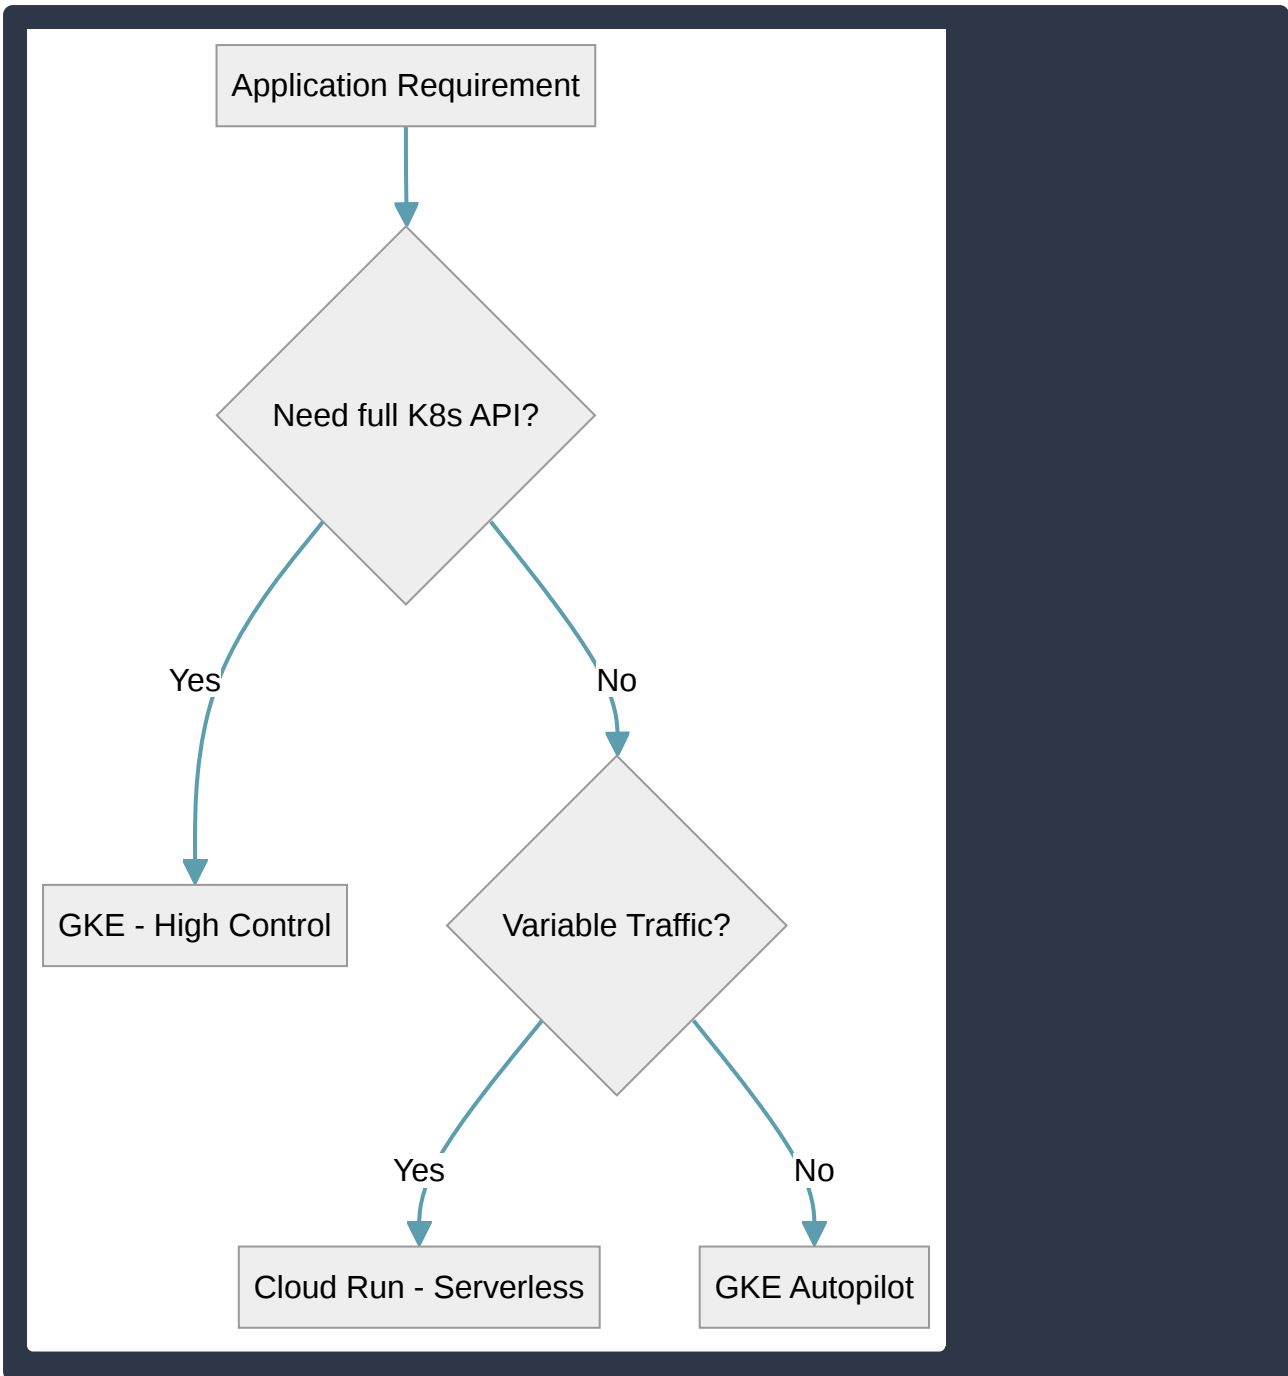 Application Requirement
Need full K8s API?
Yes
No
GKE - High Control
Variable Traffic?
Yes
No
Cloud Run - Serverless
GKE Autopilot